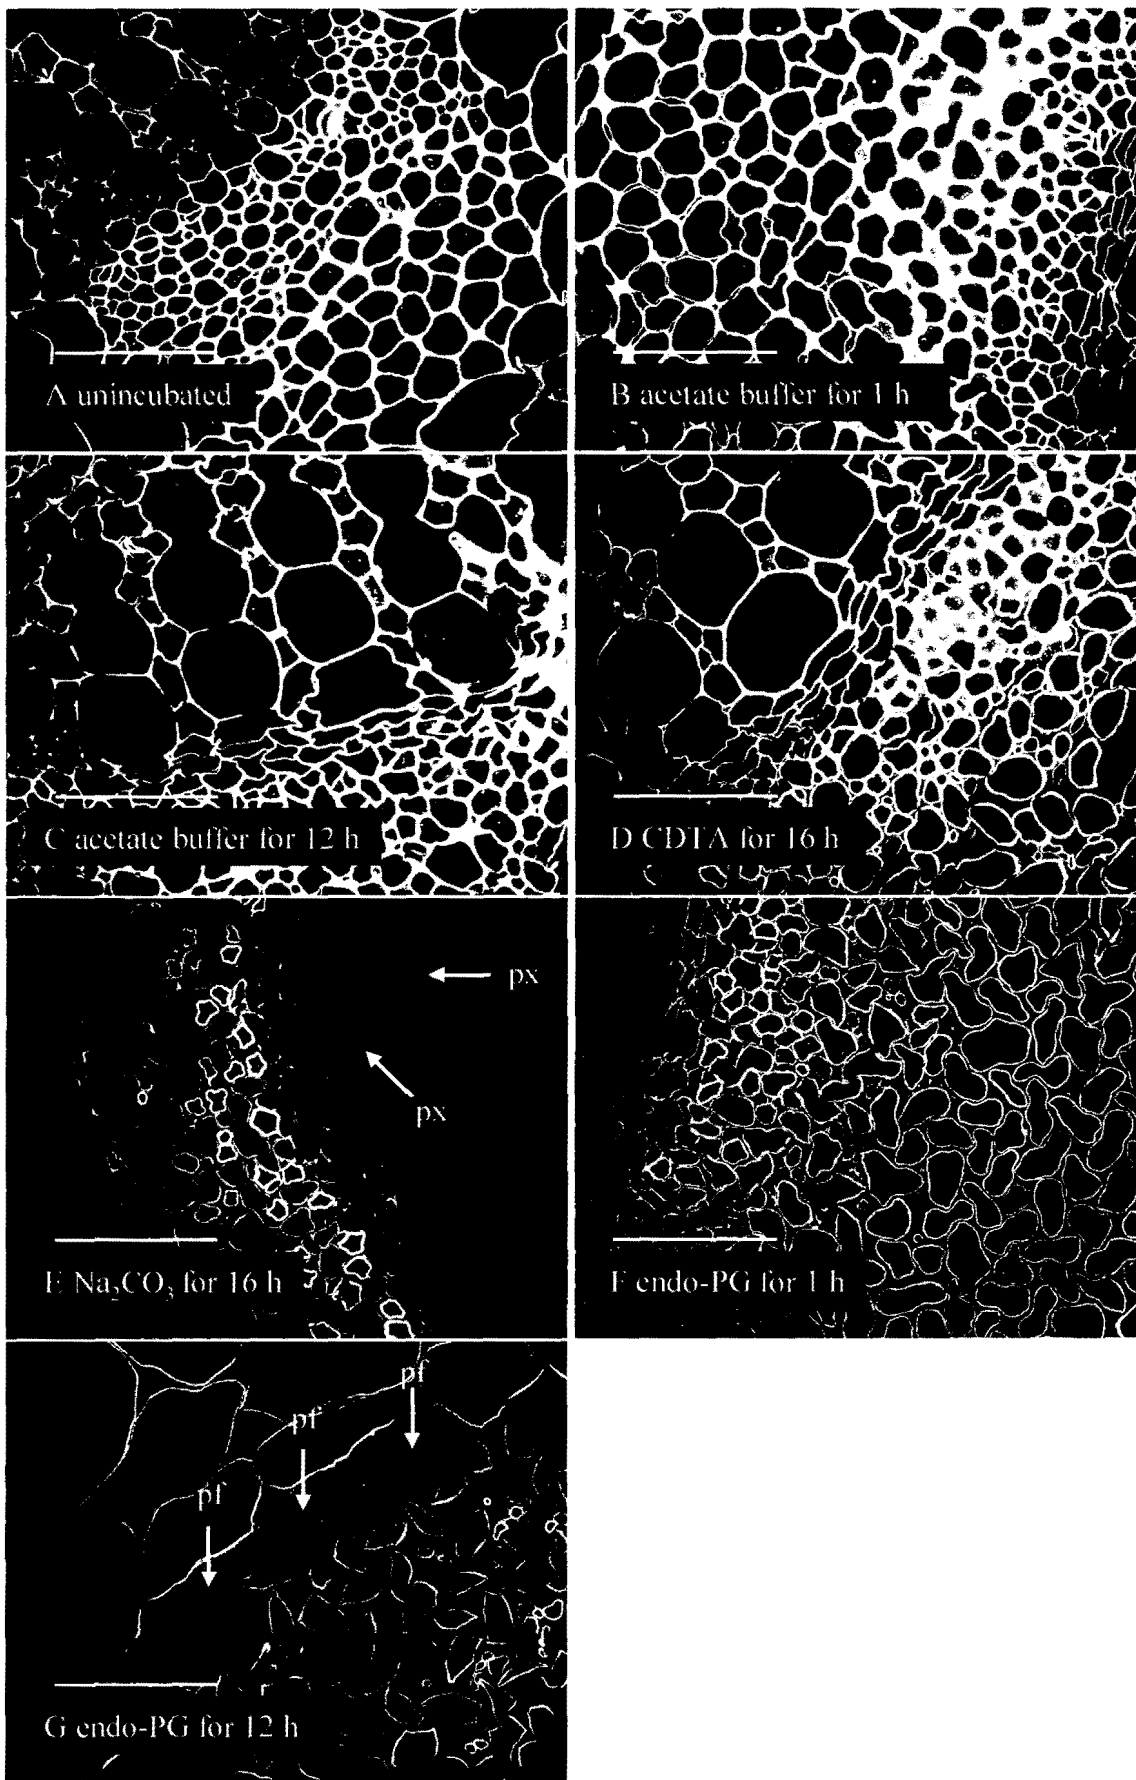 A unincubated
B acetate buffer for 1 h
C acetate buffer for 12 h
D CDTA for 16 h
px
px
E Na₂CO₃ for 16 h
F endo-PG for 1 h
pf
pf
pf
G endo-PG for 12 h